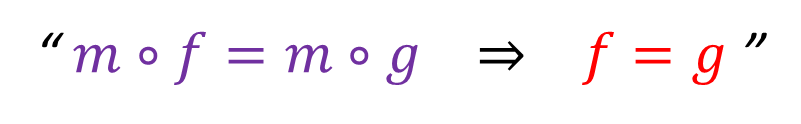 “ m ∘ f = m ∘ g ⇒ f = g ”